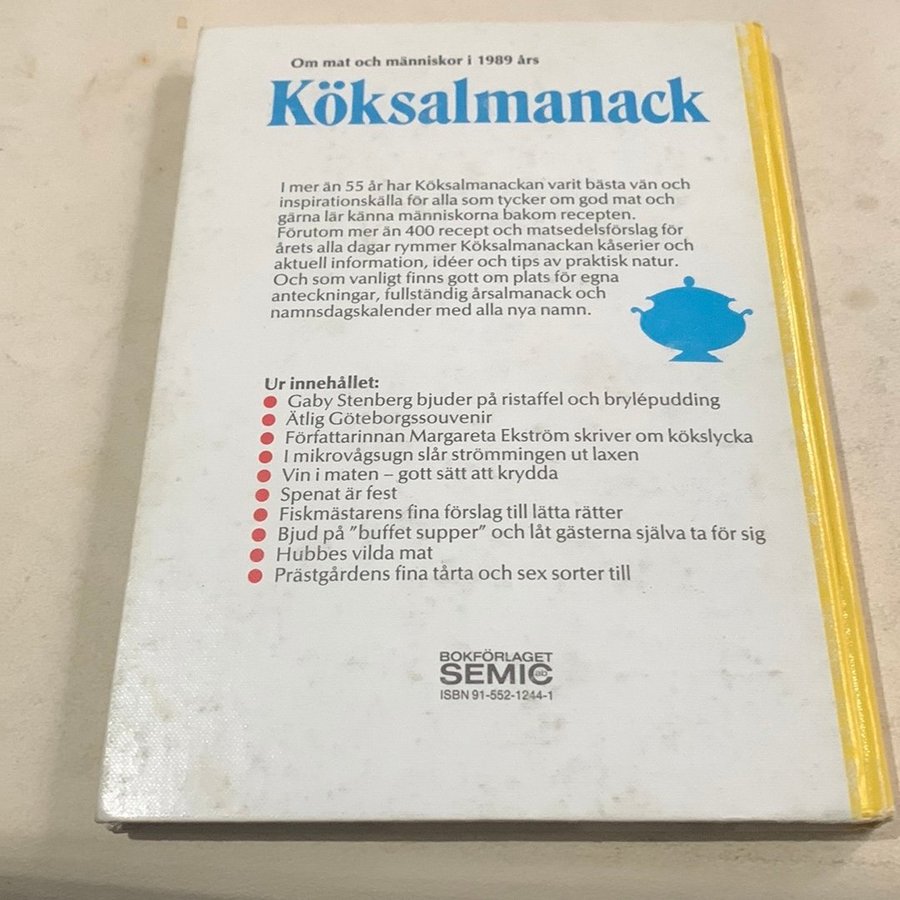 Om mat och människor i 1989 års
Köksalmanack
I mer än 55 år har Köksalmanackan varit bästa vän och
inspirationskälla för alla som tycker om god mat och
gärna lär känna människorna bakom recepten.
Förutom mer än 400 recept och matsedelsförslag för
årets alla dagar rymmer Köksalmanackan kåserier och
aktuell information, idéer och tips av praktisk natur.
Och som vanligt finns gott om plats för egna
anteckningar, fullständig årsalmanack och
namnsdagskalender med alla nya namn.
Ur innehållet:
● Gaby Stenberg bjuder på ristaffel och brylépudding
● Ätlig Göteborgssouvenir
● Författarinnan Margareta Ekström skriver om kökslycka
● I mikrovågsugn slår strömmingen ut laxen
● Vin i maten – gott sätt att krydda
● Spenat är fest
● Fiskmästarens fina förslag till lätta rätter
● Bjud på ”buffet supper” och låt gästerna själva ta för sig
● Hubbes vilda mat
● Prästgårdens fina tårta och sex sorter till
BOKFÖRLAGET
SEMIC ab
ISBN 91-552-1244-1